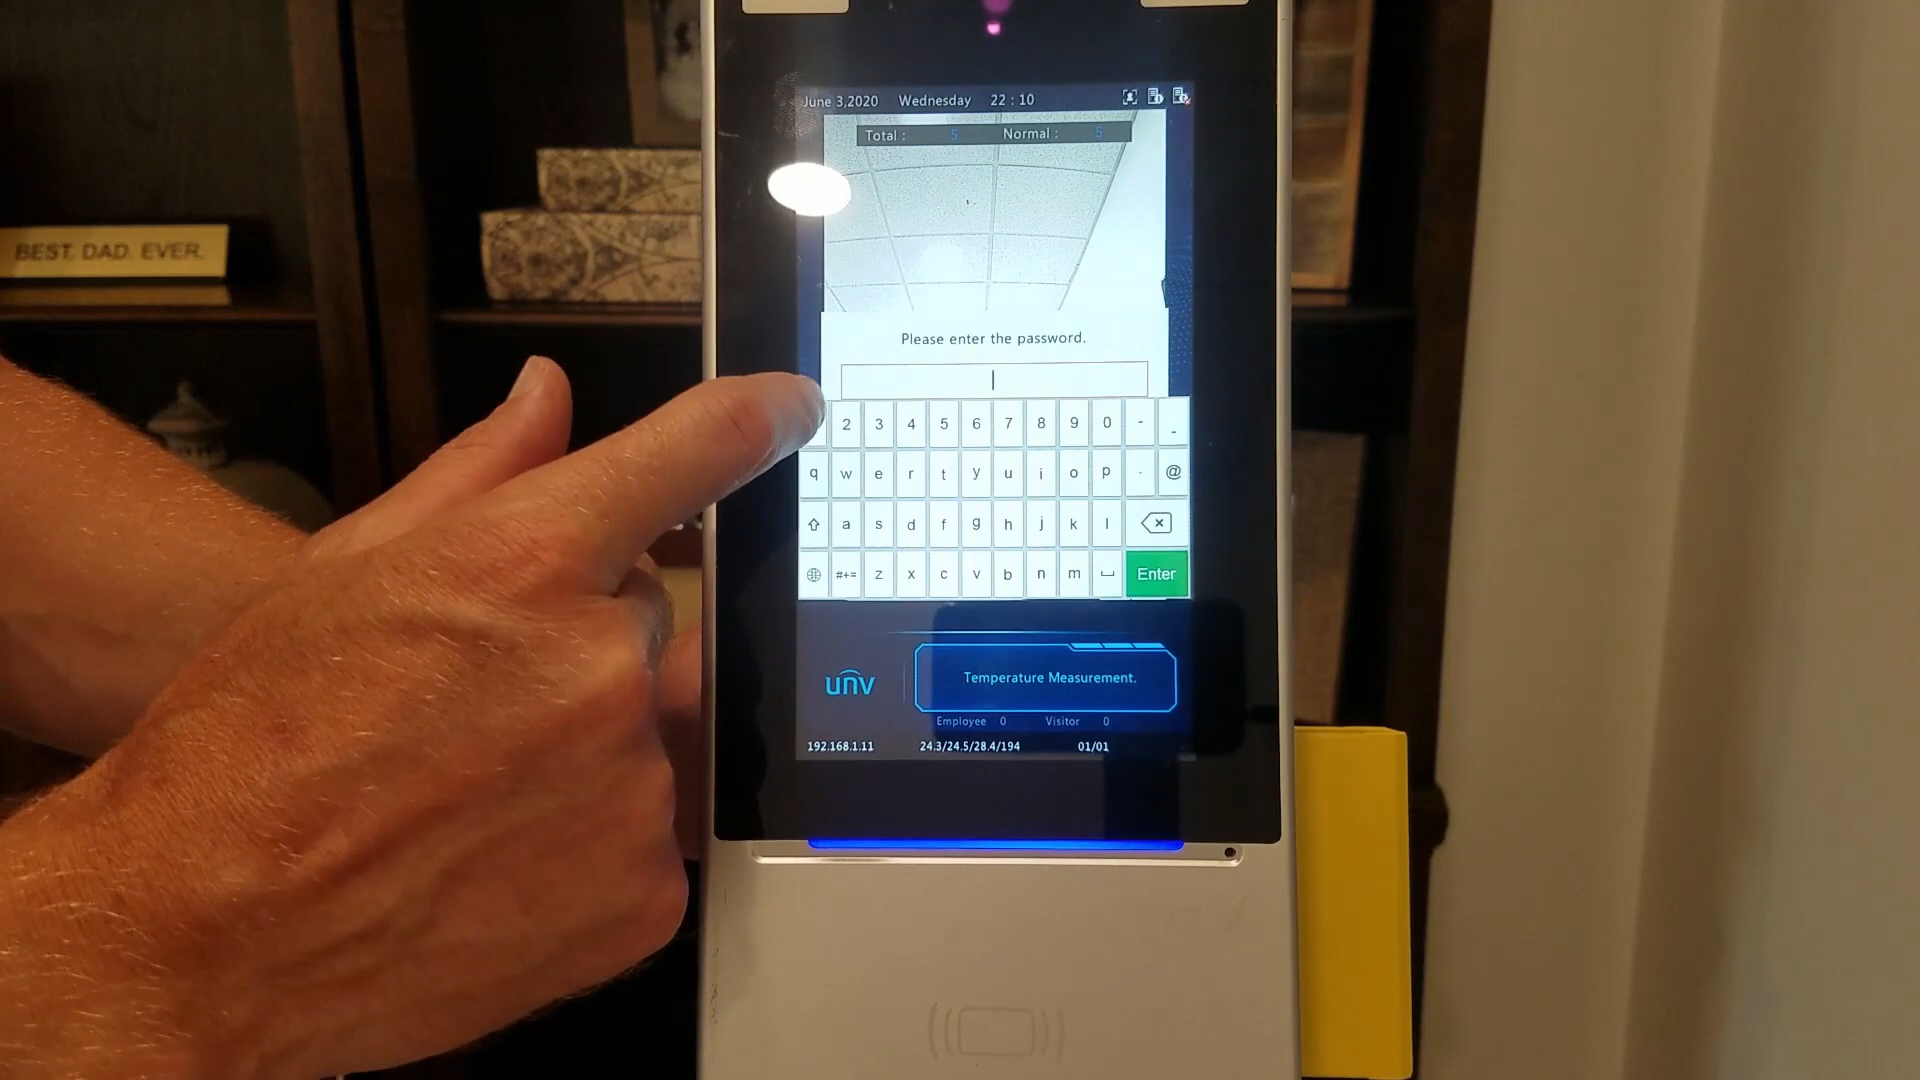 June 3,2020 Wednesday 22 : 10
Total : 5 Normal : 5
BEST. DAD. EVER.
Please enter the password.
2 3 4 5 6 7 8 9 0 - _
q w e r t y u i o p . @
a s d f g h j k l
#+= z x c v b n m Enter
unv
Temperature Measurement.
Employee 0 Visitor 0
192.168.1.11 24.3/24.5/28.4/194 01/01